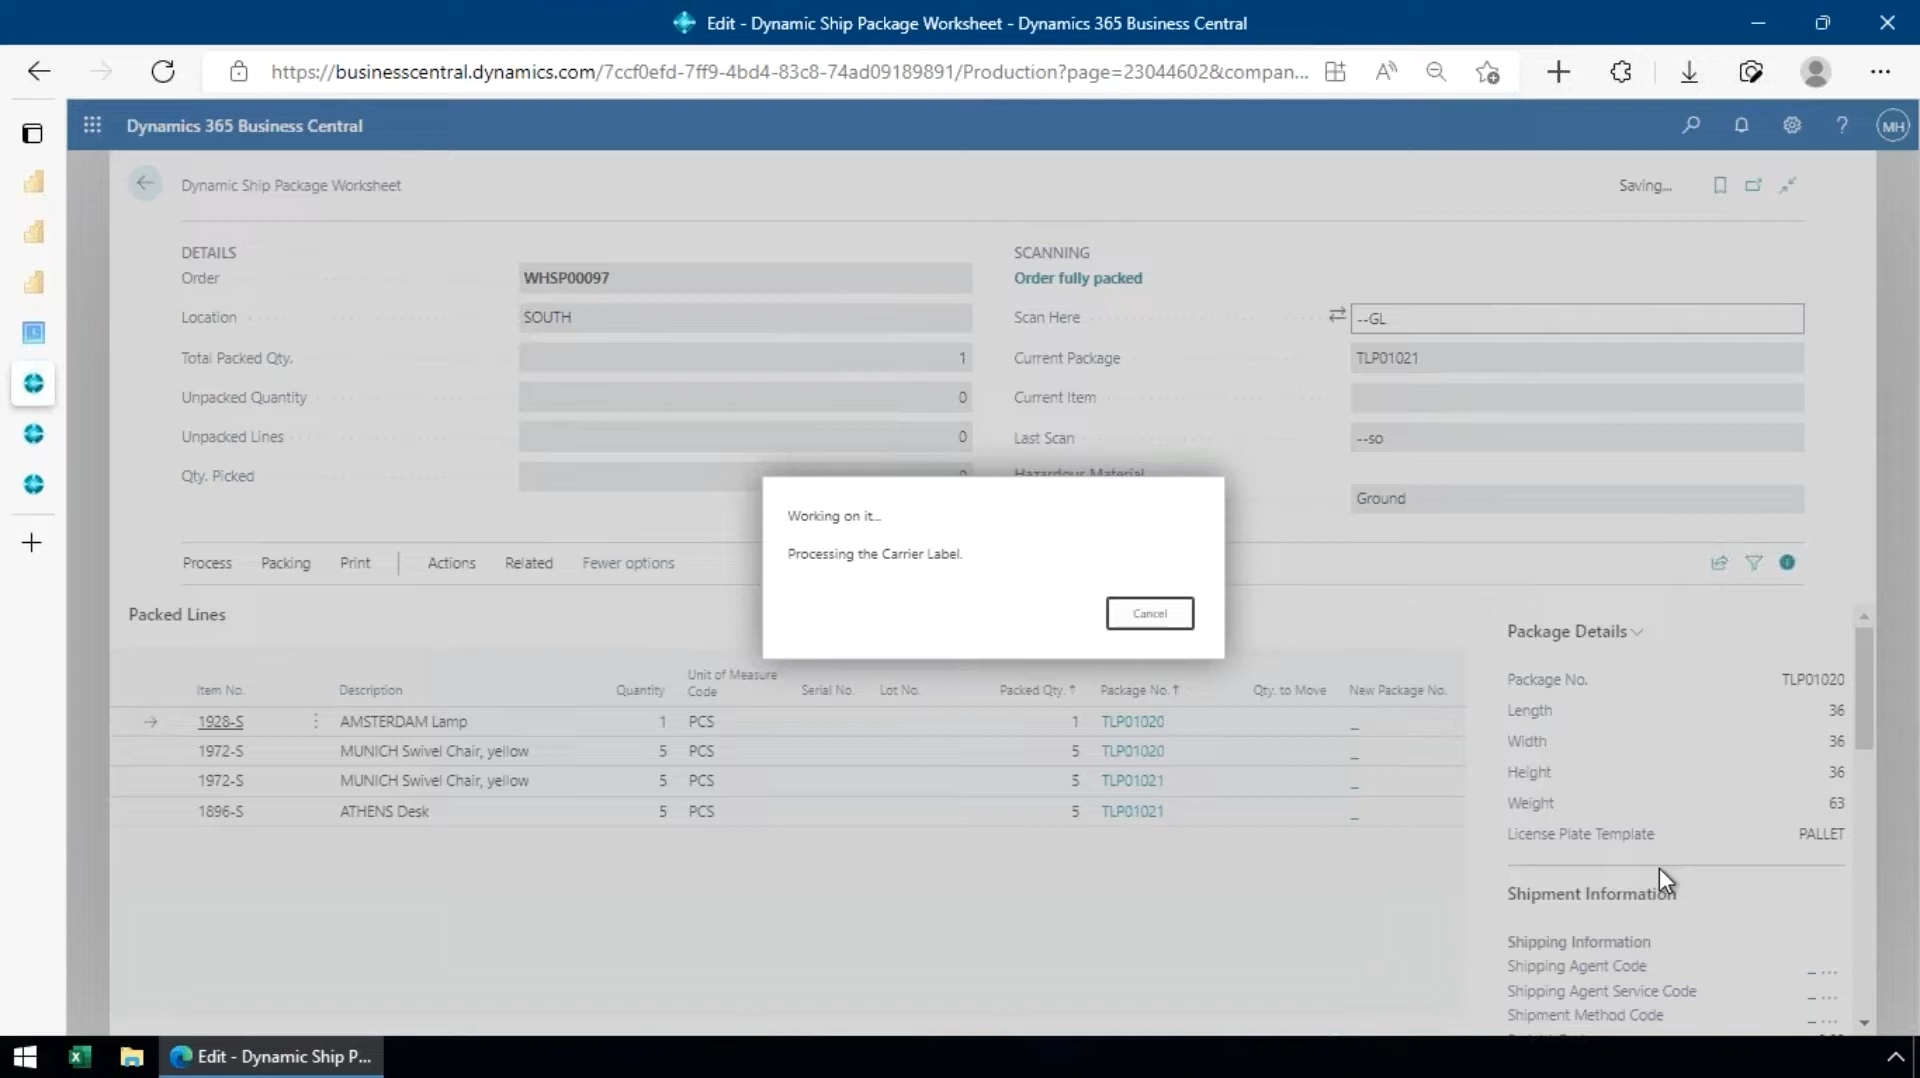 Edit - Dynamic Ship Package Worksheet - Dynamics 365 Business Central
https://businesscentral.dynamics.com/7ccf0efd-7ff9-4bd4-83c8-74ad09189891/Production?page=23044602&compan...
Dynamics 365 Business Central
MH
Dynamic Ship Package Worksheet
Saving...
DETAILS
Order WHSP00097
Location SOUTH
Total Packed Qty. 1
Unpacked Quantity 0
Unpacked Lines 0
Qty. Picked 0
SCANNING
Order fully packed
Scan Here --GL
Current Package TLP01021
Current Item
Last Scan --so
Hazardous Material
Ground
Working on it...
Processing the Carrier Label.
Cancel
Process Packing Print Actions Related Fewer options
Packed Lines
Item No. Description Quantity Unit of Measure Code Serial No. Lot No. Packed Qty. ↑ Package No. ↑ Qty. to Move New Package No.
1928-S AMSTERDAM Lamp 1 PCS 1 TLP01020 _
1972-S MUNICH Swivel Chair, yellow 5 PCS 5 TLP01020 _
1972-S MUNICH Swivel Chair, yellow 5 PCS 5 TLP01021 _
1896-S ATHENS Desk 5 PCS 5 TLP01021 _
Package Details
Package No. TLP01020
Length 36
Width 36
Height 36
Weight 63
License Plate Template PALLET
Shipment Information
Shipping Information
Shipping Agent Code _ ...
Shipping Agent Service Code _ ...
Shipment Method Code _ ...
Edit - Dynamic Ship P...